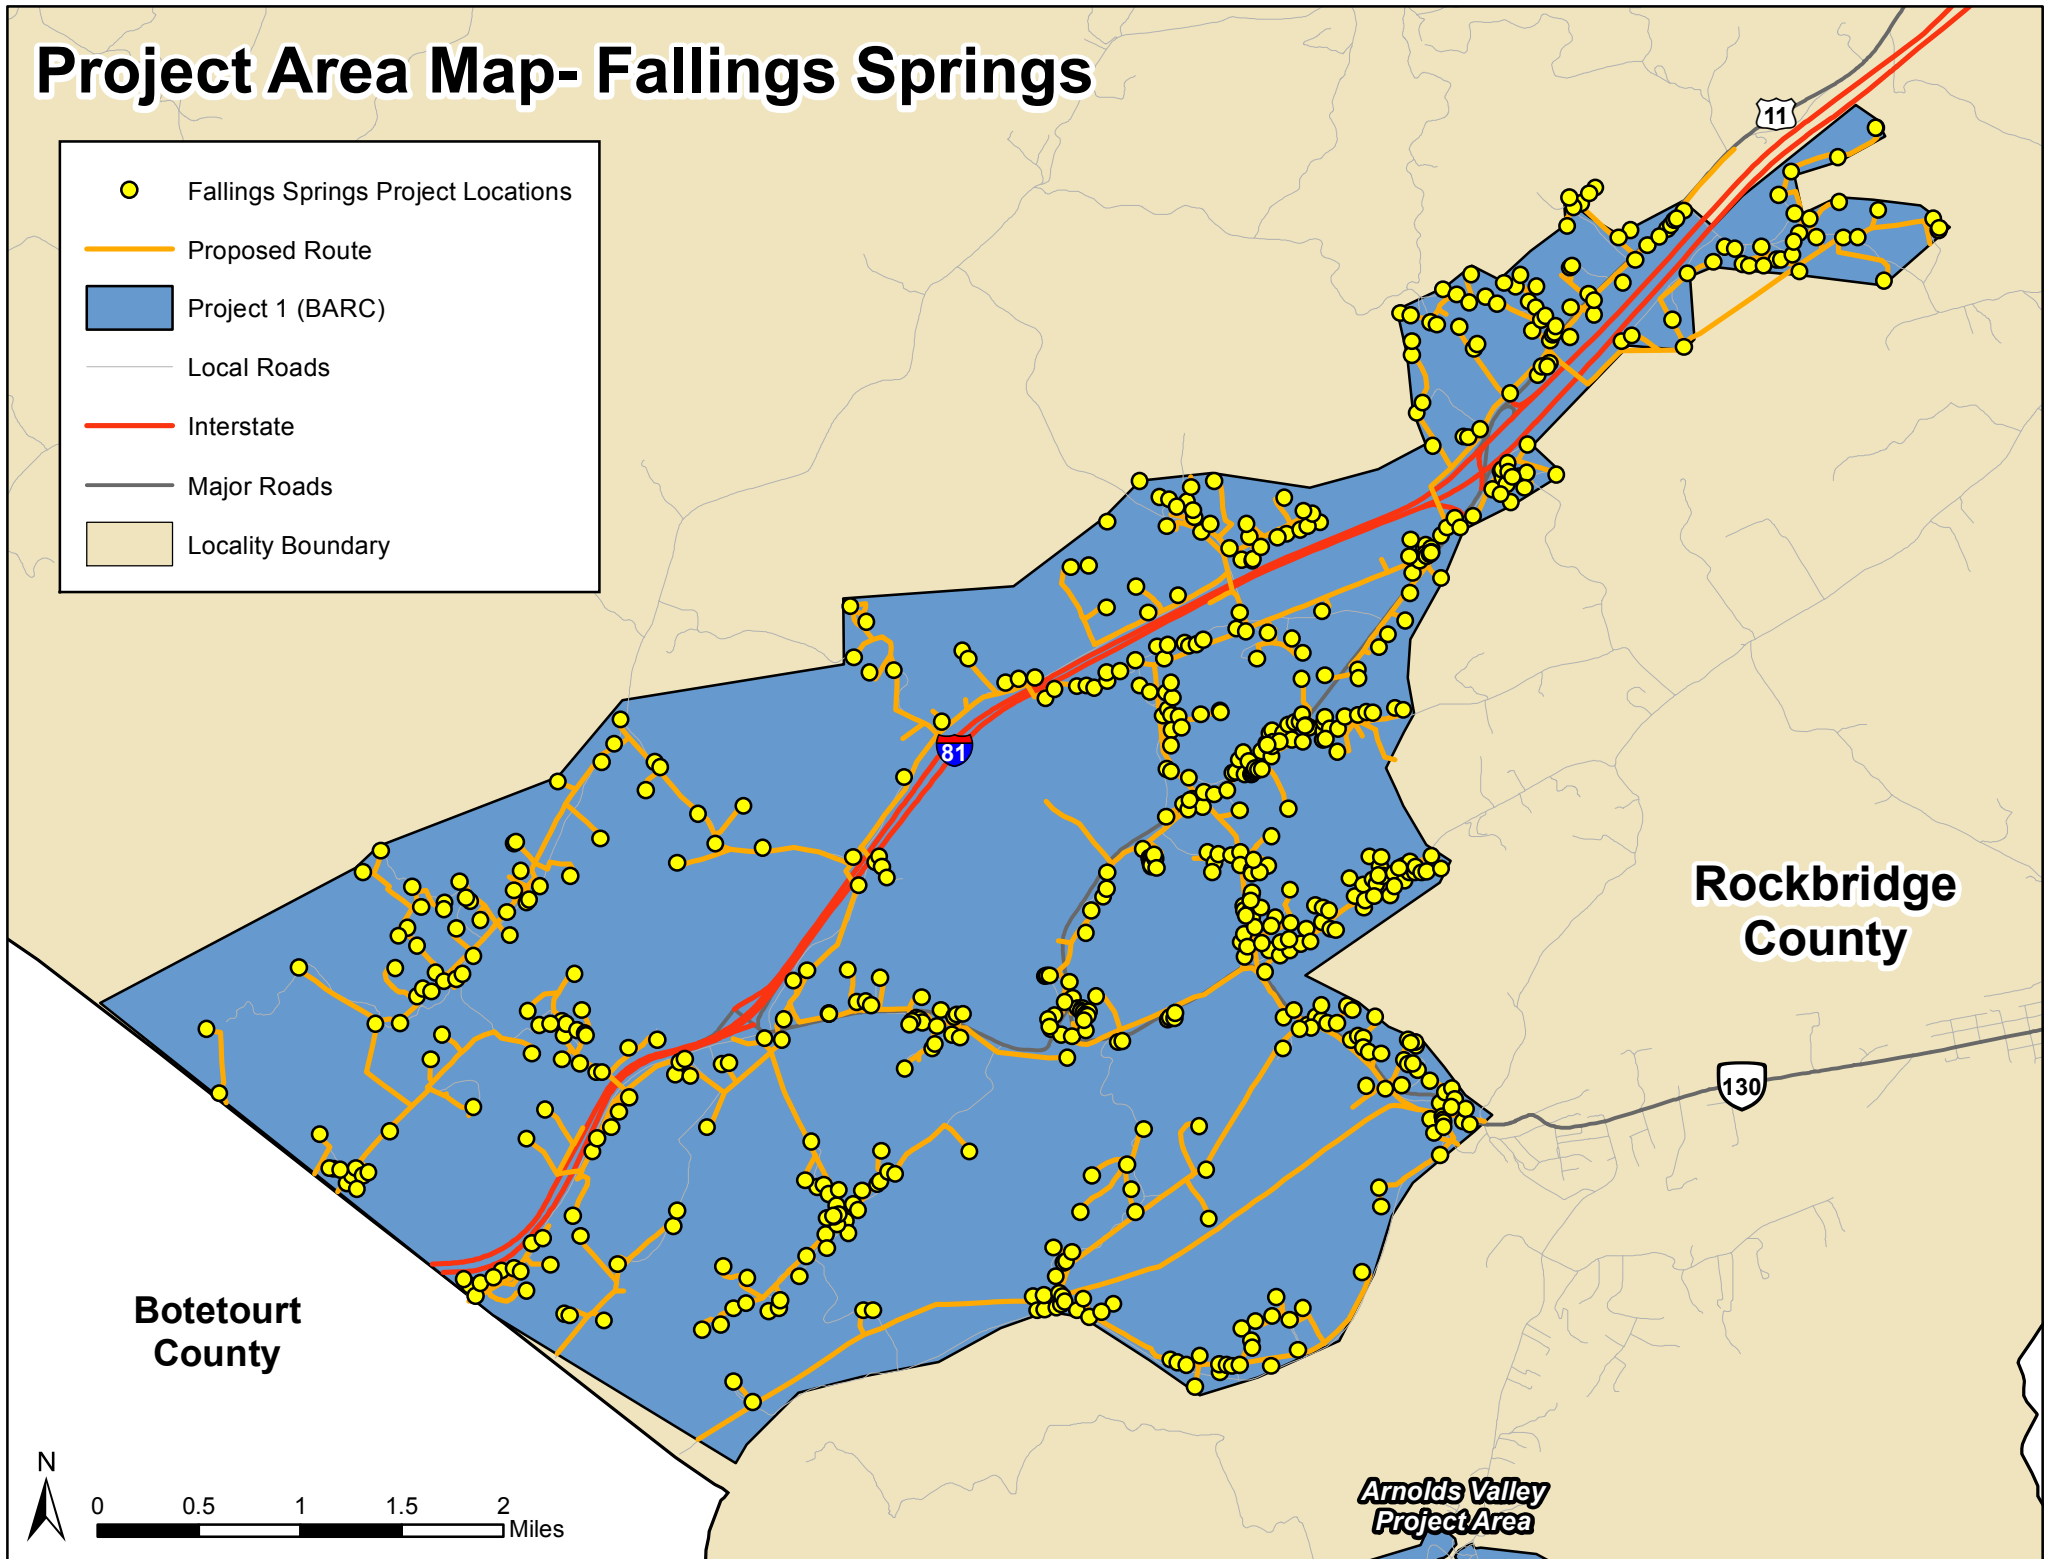 Project Area Map- Fallings Springs
Fallings Springs Project Locations
Proposed Route
Project 1 (BARC)
Local Roads
Interstate
Major Roads
Locality Boundary
11
81
Rockbridge
County
130
Botetourt
County
N
0 0.5 1 1.5 2
Miles
Arnolds Valley
Project Area